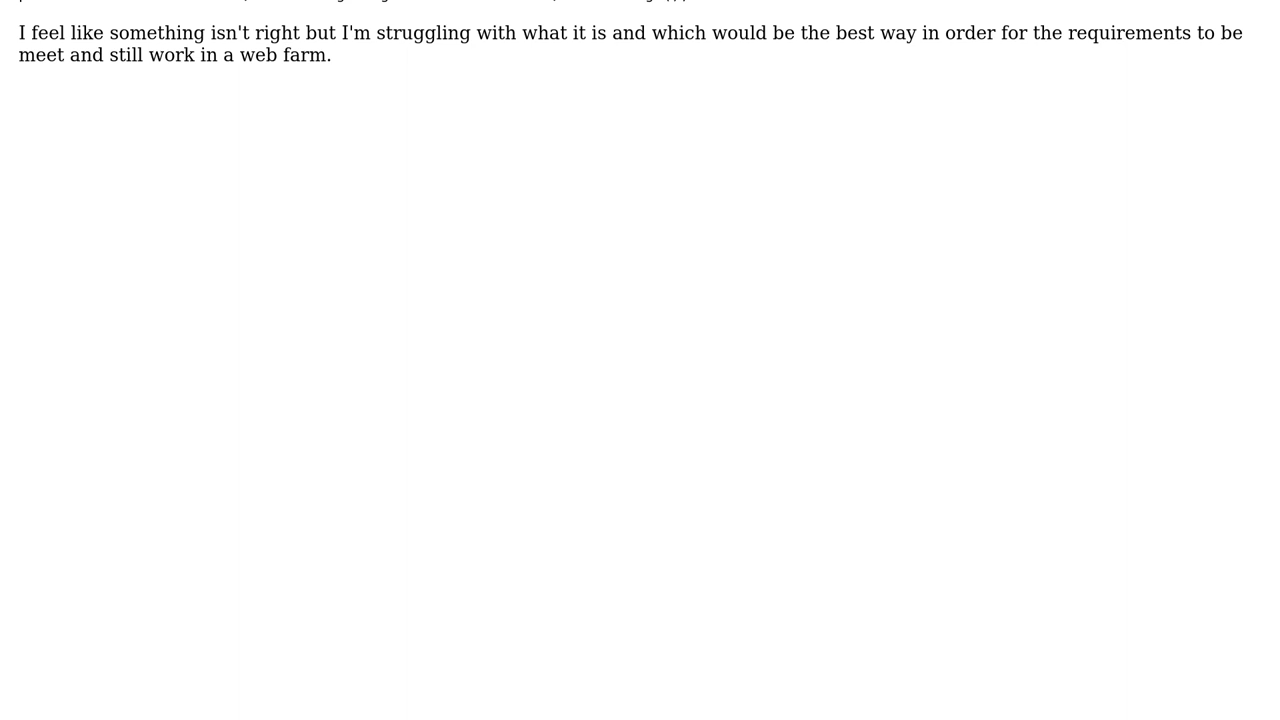 I feel like something isn't right but I'm struggling with what it is and which would be the best way in order for the requirements to be
meet and still work in a web farm.